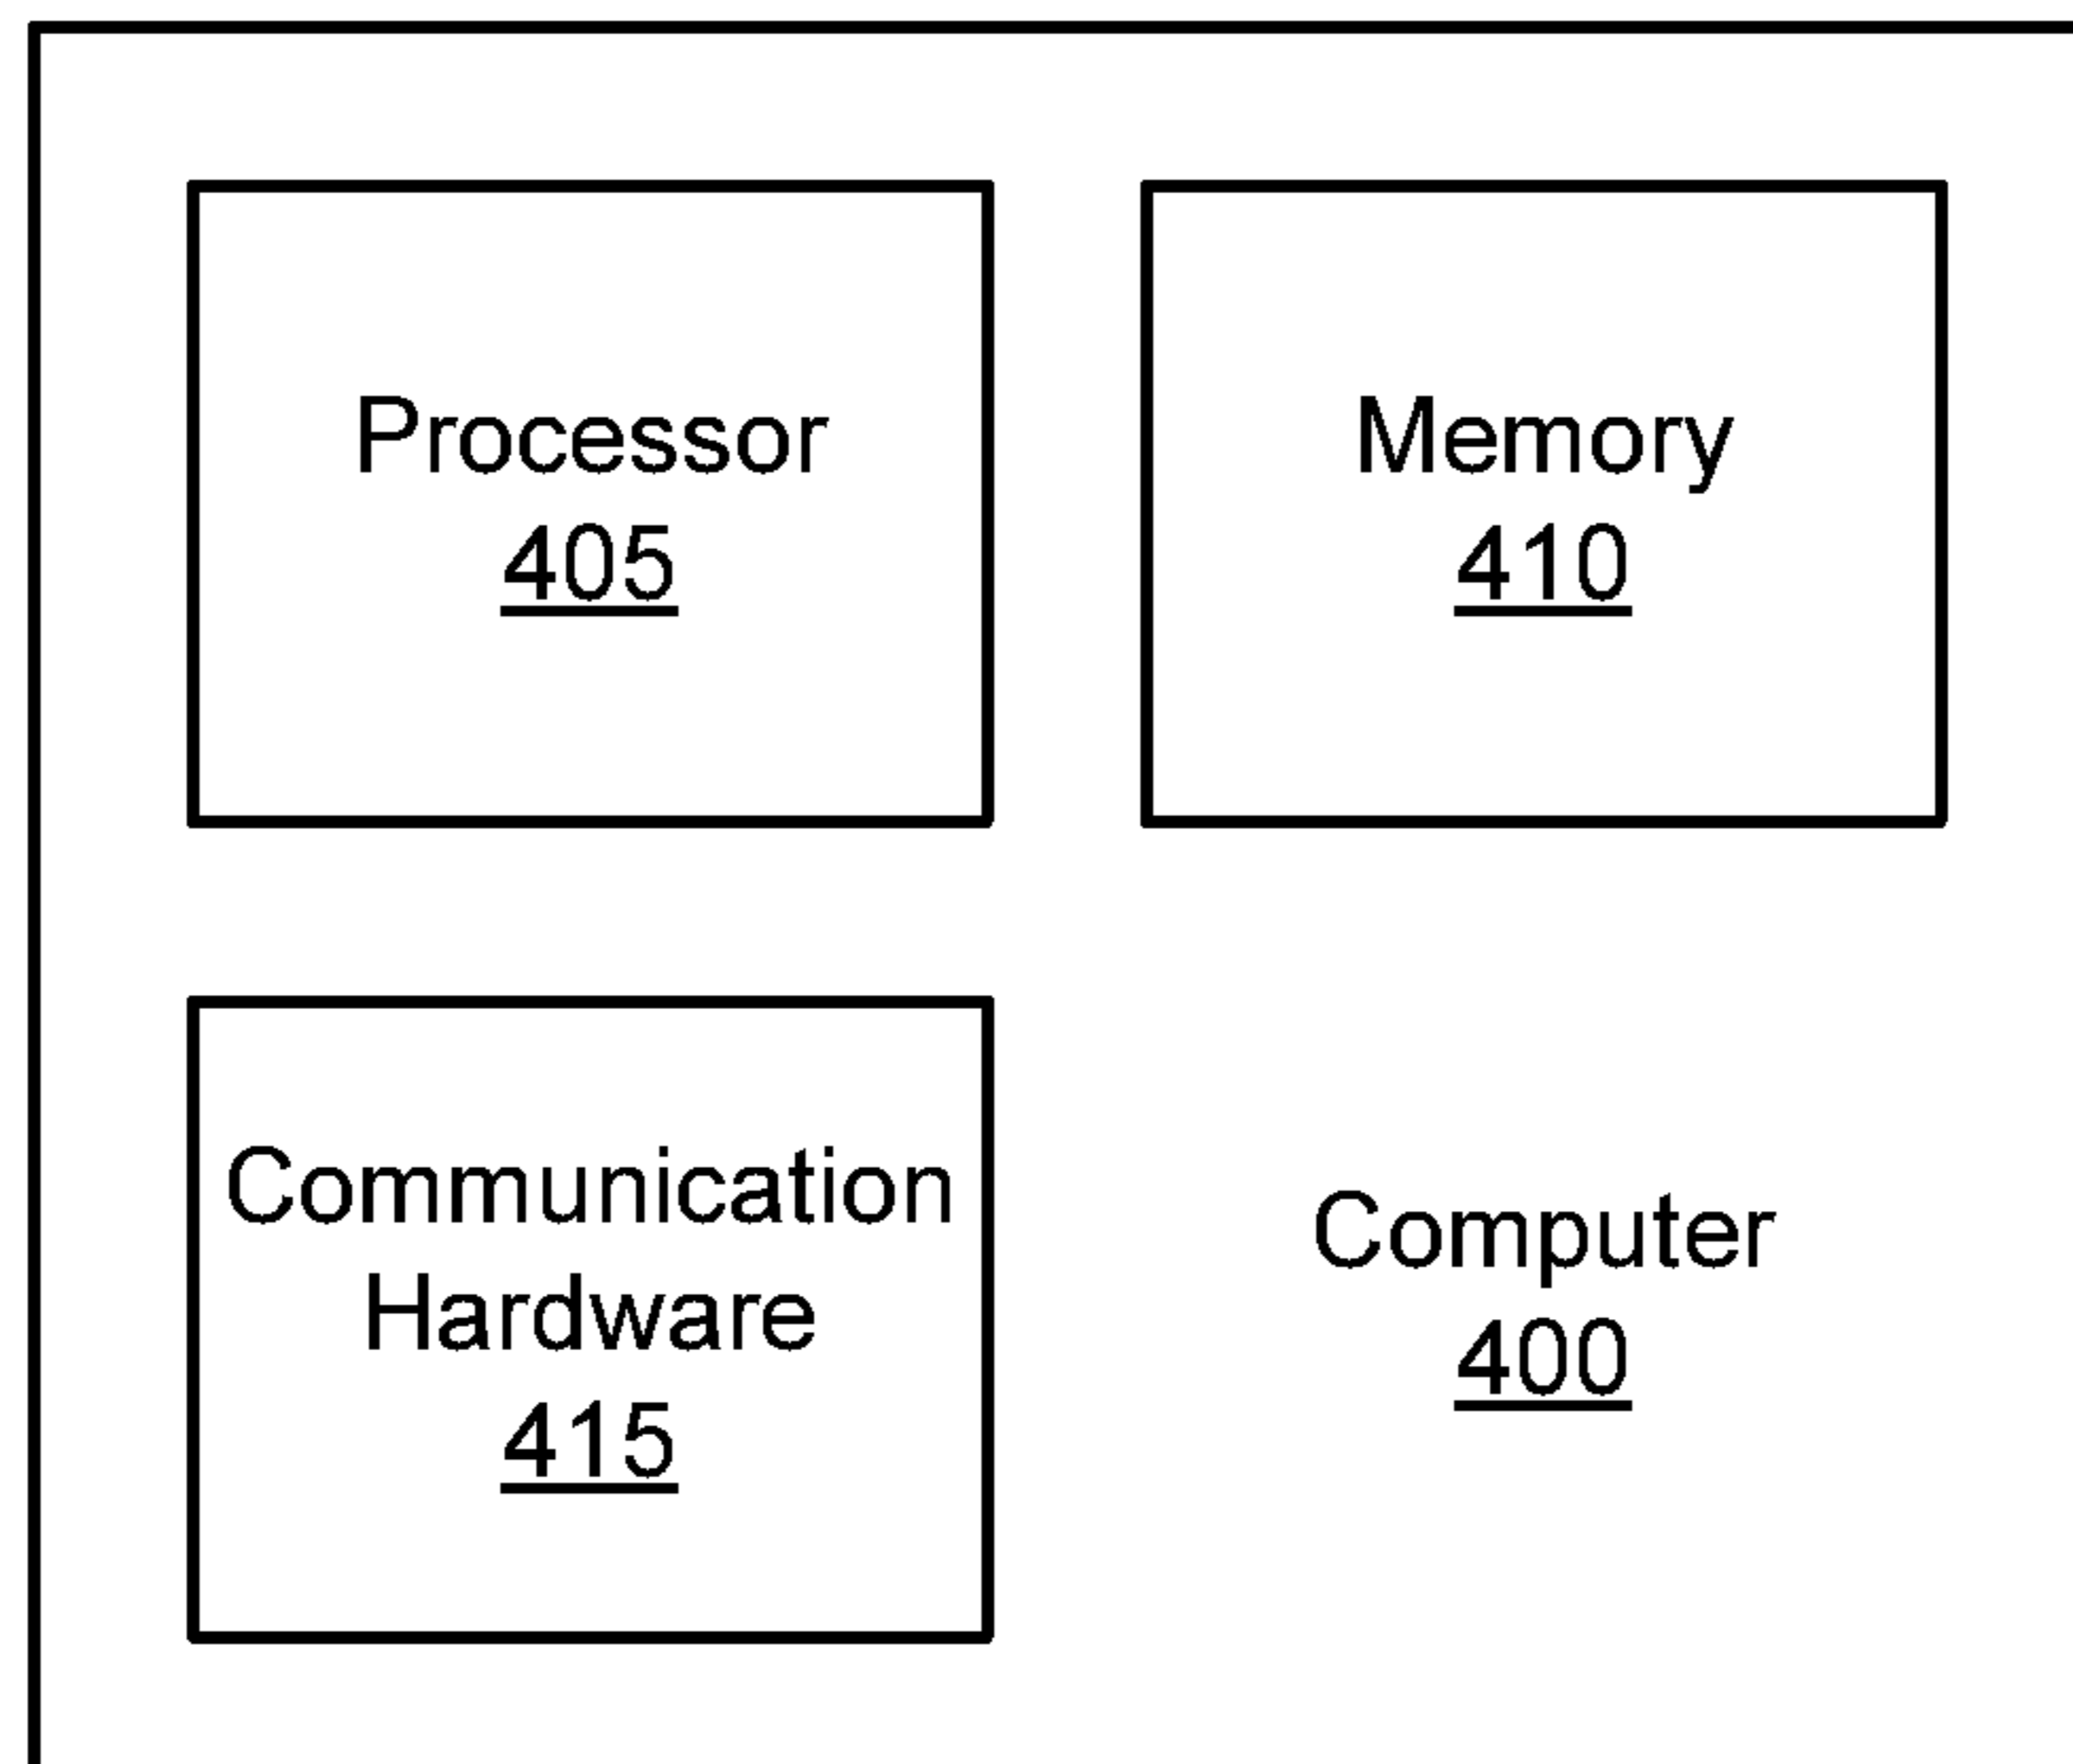 Processor
405
Memory
410
Communication
Hardware
415
Computer
400